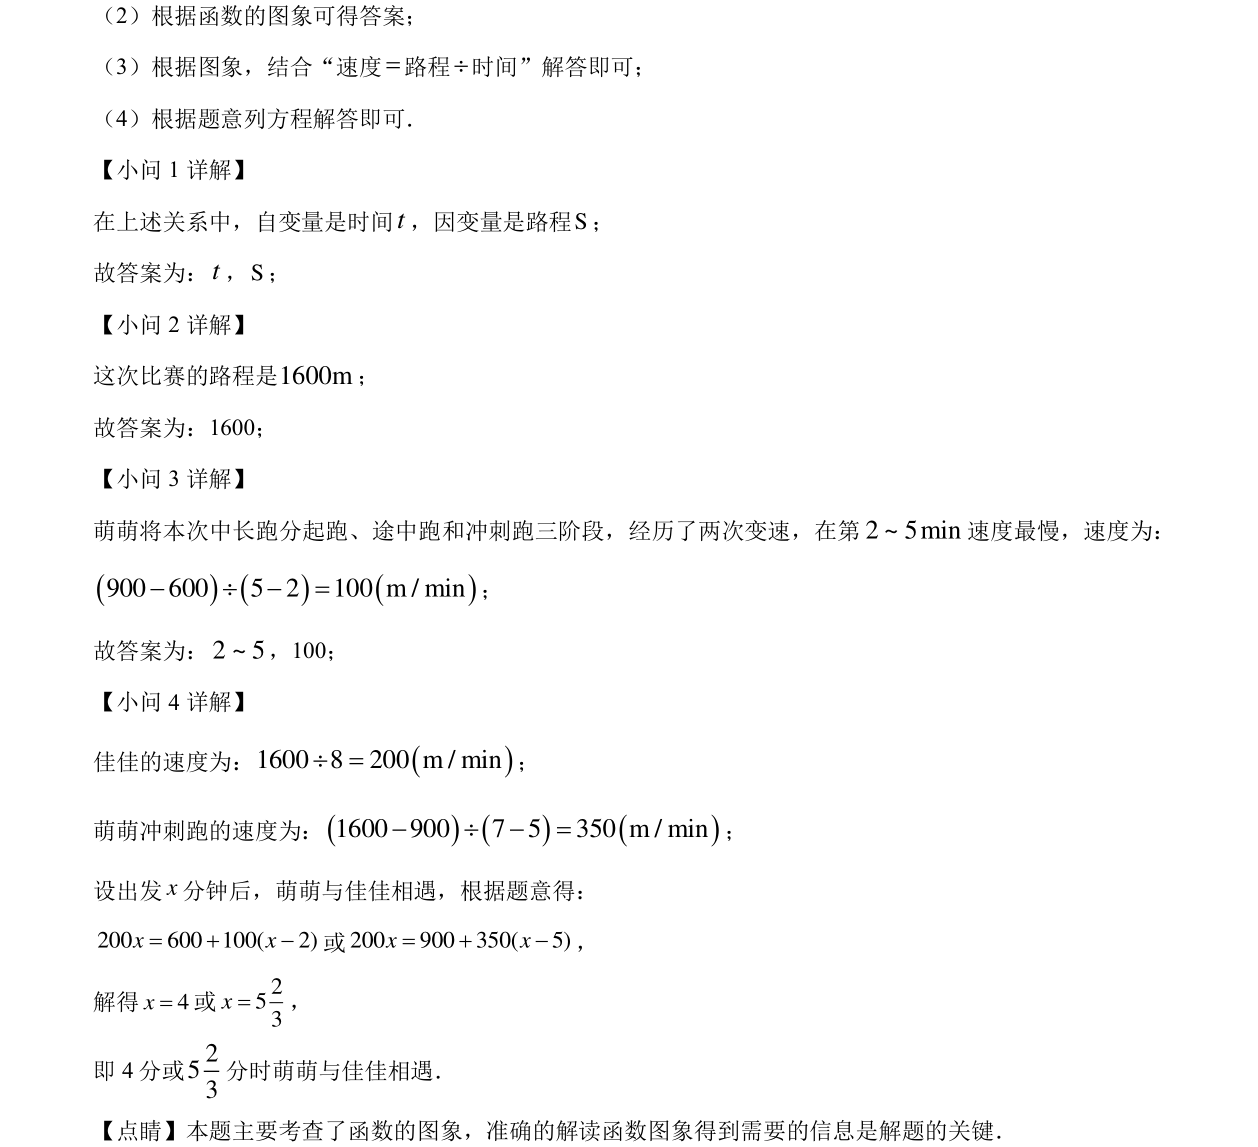 （2）根据函数的图象可得答案；
（3）根据图象，结合“速度＝路程÷时间”解答即可；
（4）根据题意列方程解答即可．
【小问 1 详解】
在上述关系中，自变量是时间 t ，因变量是路程 S ；
故答案为： t ， S ；
【小问 2 详解】
这次比赛的路程是1600m ；
故答案为：1600；
【小问 3 详解】
萌萌将本次中长跑分起跑、途中跑和冲刺跑三阶段，经历了两次变速，在第 2 ~ 5min 速度最慢，速度为：
(900－600)÷(5－2)＝100(m / min)；
故答案为： 2 ~ 5，100；
【小问 4 详解】
佳佳的速度为： 1600÷8＝200(m / min)；
萌萌冲刺跑的速度为：(1600－900)÷(7－5)＝350(m / min)；
设出发 x 分钟后，萌萌与佳佳相遇，根据题意得：
200x＝600＋100(x－2) 或 200x＝900＋350(x－5)，
解得 x＝4 或 x＝5 2/3，
即 4 分或5 2/3 分时萌萌与佳佳相遇．
【点睛】本题主要考查了函数的图象，准确的解读函数图象得到需要的信息是解题的关键．